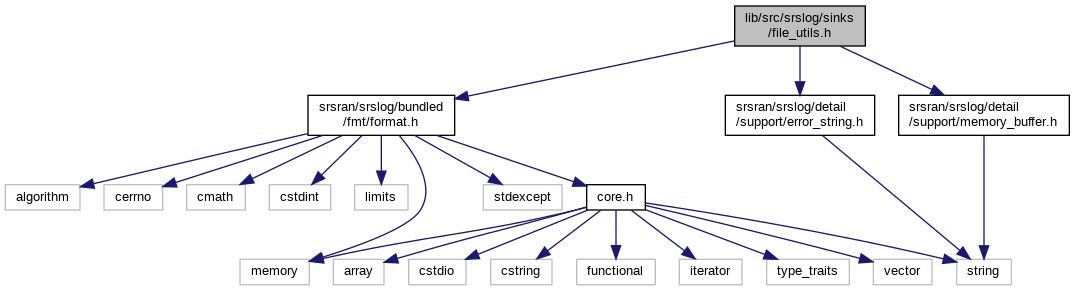 lib/src/srslog/sinks
/file_utils.h
srsran/srslog/bundled
/fmt/format.h
srsran/srslog/detail
/support/error_string.h
srsran/srslog/detail
/support/memory_buffer.h
algorithm
cerrno
cmath
cstdint
limits
stdexcept
core.h
memory
array
cstdio
cstring
functional
iterator
type_traits
vector
string